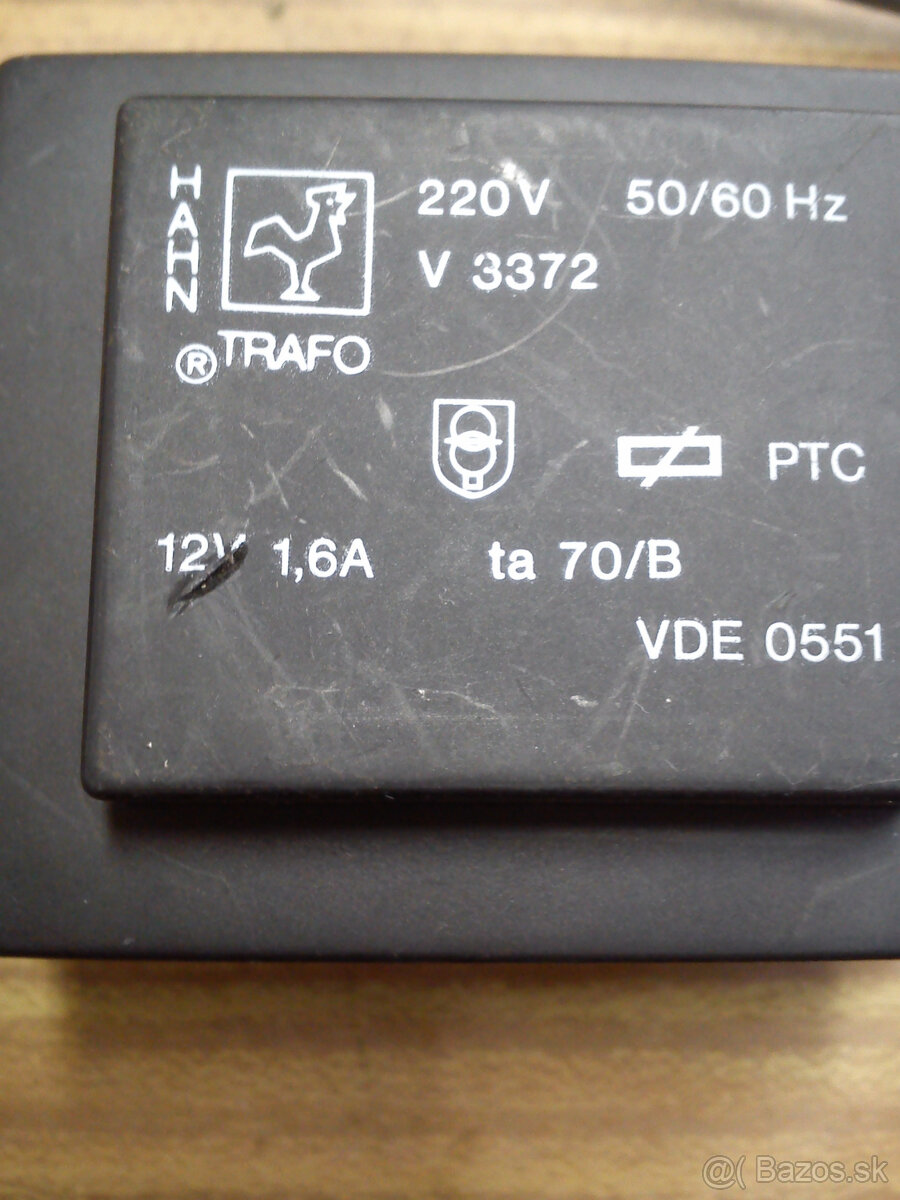 HAHN
® TRAFO
220V 50/60 Hz
V 3372
PTC
12V 1,6A ta 70/B
VDE 0551
@( Bazos.sk